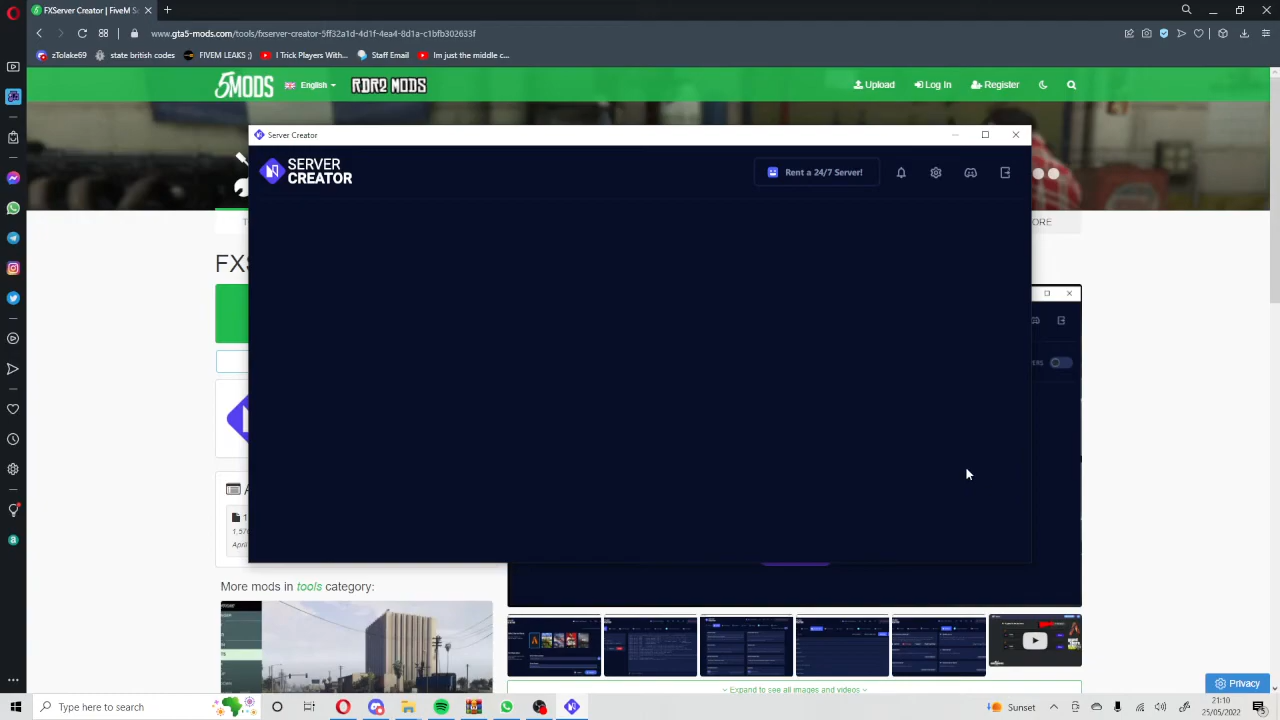 FXServer Creator | FiveM S
www.gta5-mods.com/tools/fxserver-creator-5ff32a1d-4d1f-4ea4-8d1a-c1bfb302633f
zTolake69
state british codes
FIVEM LEAKS ;)
I Trick Players With...
Staff Email
Im just the middle c...
5MODS
English
RDR2 MODS
Upload
Log In
Register
Server Creator
SERVER
CREATOR
Rent a 24/7 Server!
ORE
FXS
ERS
More mods in tools category:
Expand to see all images and videos
Privacy
Type here to search
Sunset
21:10
25/05/2022